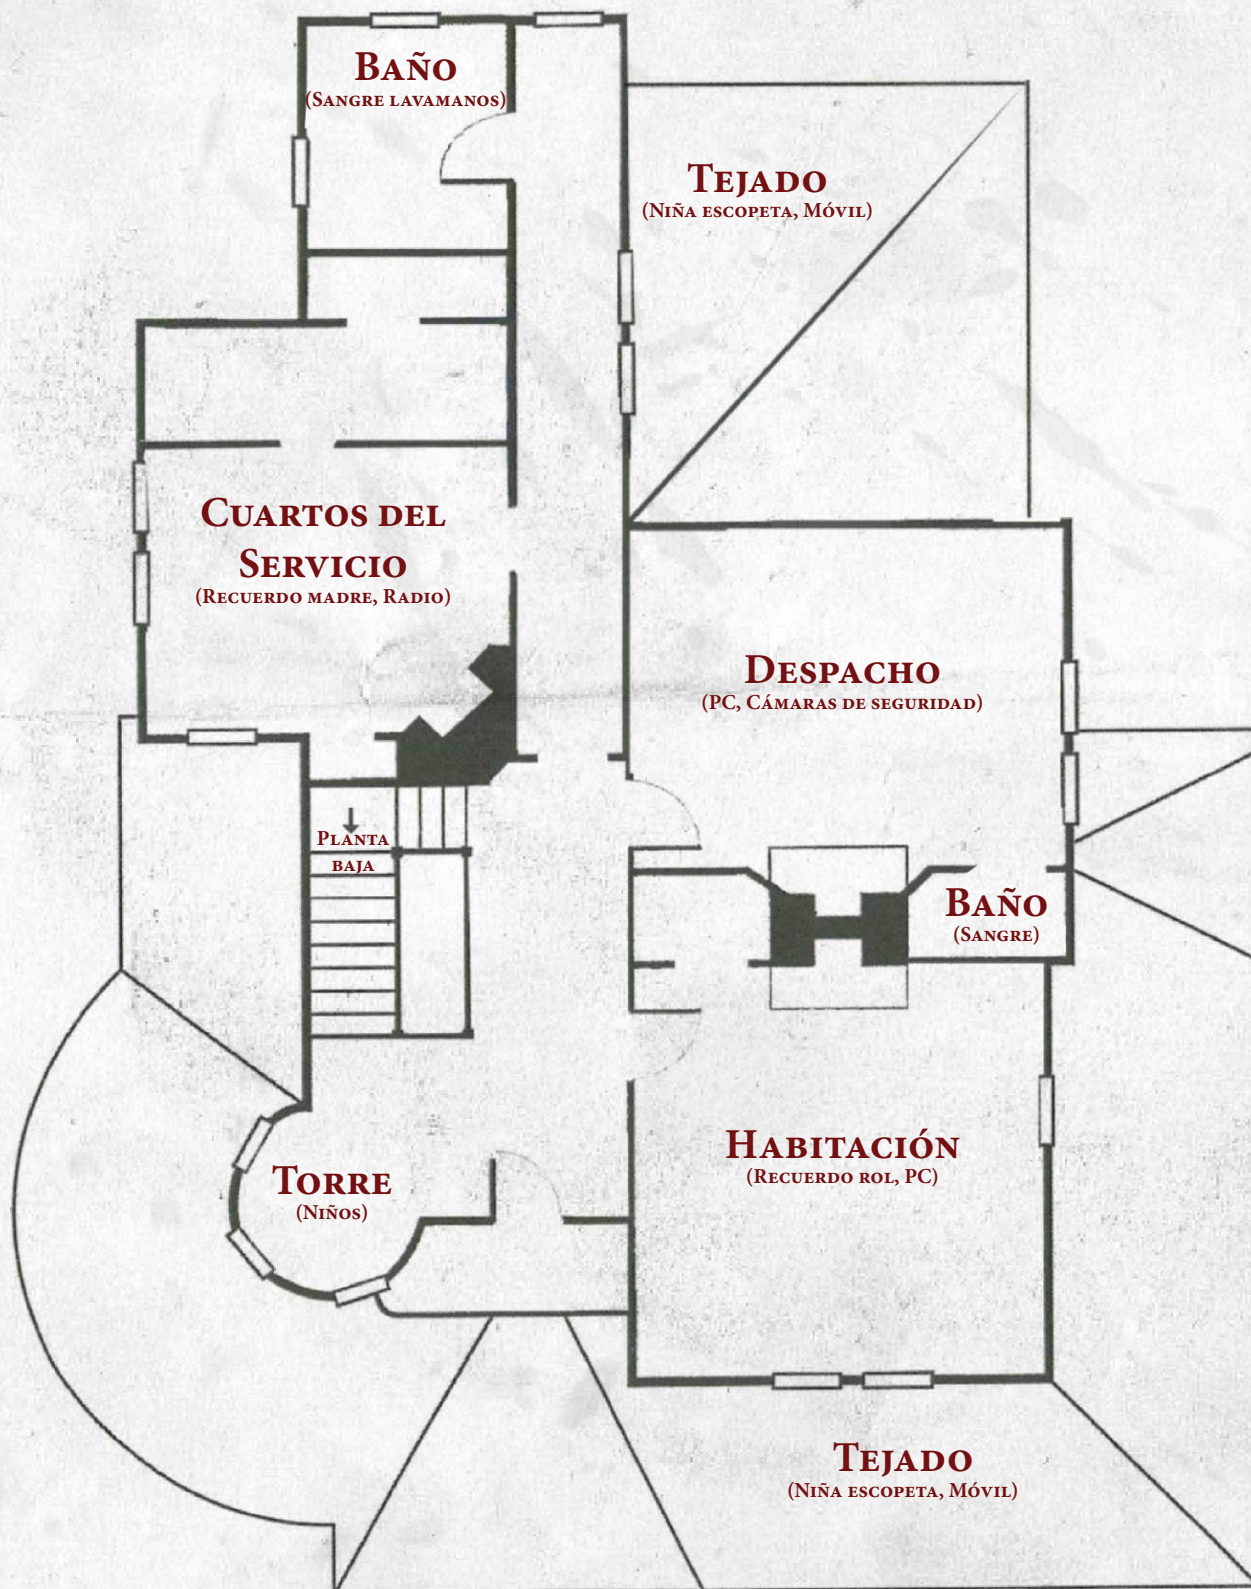 Baño
(Sangre lavamanos)
Tejado
(Niña escopeta, Móvil)
Cuartos del
Servicio
(Recuerdo madre, Radio)
Despacho
(PC, Cámaras de seguridad)
Planta
baja
Baño
(Sangre)
Habitación
(Recuerdo rol, PC)
Torre
(Niños)
Tejado
(Niña escopeta, Móvil)